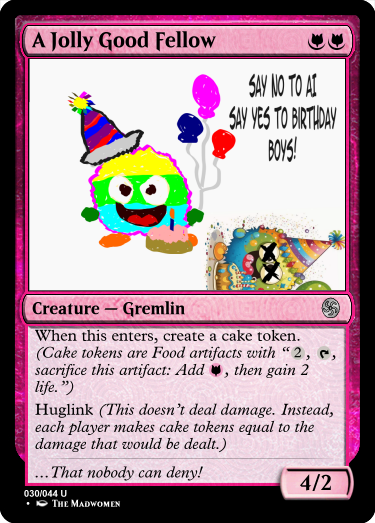 A Jolly Good Fellow
SAY NO TO AI
SAY YES TO BIRTHDAY
BOYS!
Creature — Gremlin
When this enters, create a cake token.
(Cake tokens are Food artifacts with “2, ,
sacrifice this artifact: Add , then gain 2
life.”)
Huglink (This doesn't deal damage. Instead,
each player makes cake tokens equal to the
damage that would be dealt.)
…That nobody can deny!
4/2
030/044 U
• The Madwomen